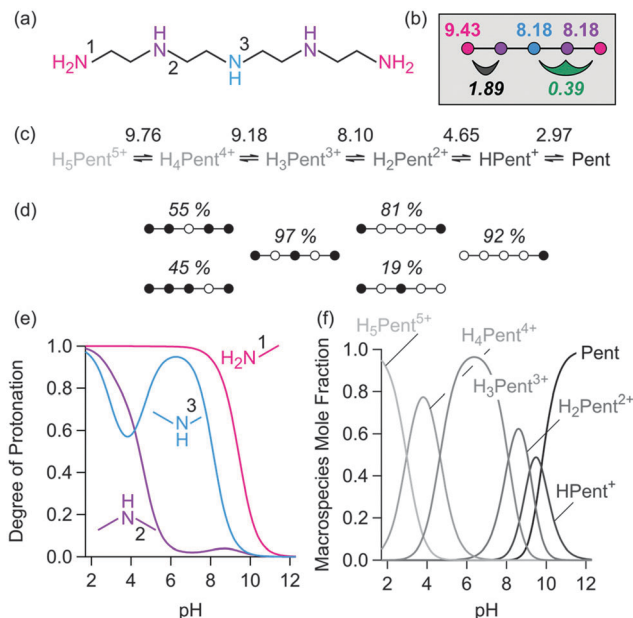 (a)
1
H
N
2
3
N
H
H
N
H₂N
NH₂
(b)
9.43
8.18
8.18
1.89
0.39
(c)
9.76
9.18
8.10
4.65
2.97
H₅Pent⁵⁺ ⇌ H₄Pent⁴⁺ ⇌ H₃Pent³⁺ ⇌ H₂Pent²⁺ ⇌ HPent⁺ ⇌ Pent
(d)
55 %
81 %
97 %
92 %
45 %
19 %
(e)
Degree of Protonation
1.0
0.8
0.6
0.4
0.2
0.0
H₂N
1
3
N
H
H
N
2
2 4 6 8 10 12
pH
(f)
Macrospecies Mole Fraction
1.0
0.8
0.6
0.4
0.2
0.0
H₅Pent⁵⁺
H₄Pent⁴⁺
Pent
H₃Pent³⁺
H₂Pent²⁺
HPent⁺
2 4 6 8 10 12
pH